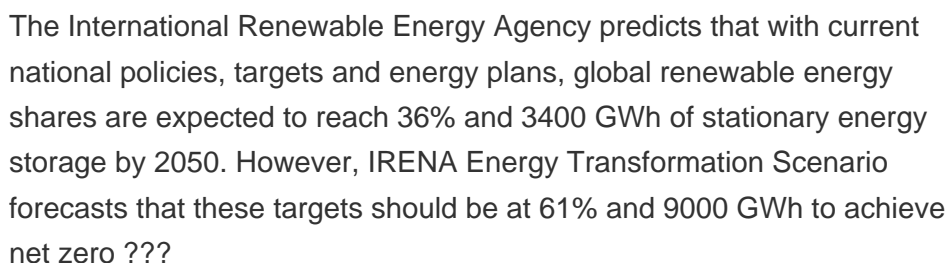 The International Renewable Energy Agency predicts that with current
national policies, targets and energy plans, global renewable energy
shares are expected to reach 36% and 3400 GWh of stationary energy
storage by 2050. However, IRENA Energy Transformation Scenario
forecasts that these targets should be at 61% and 9000 GWh to achieve
net zero ???